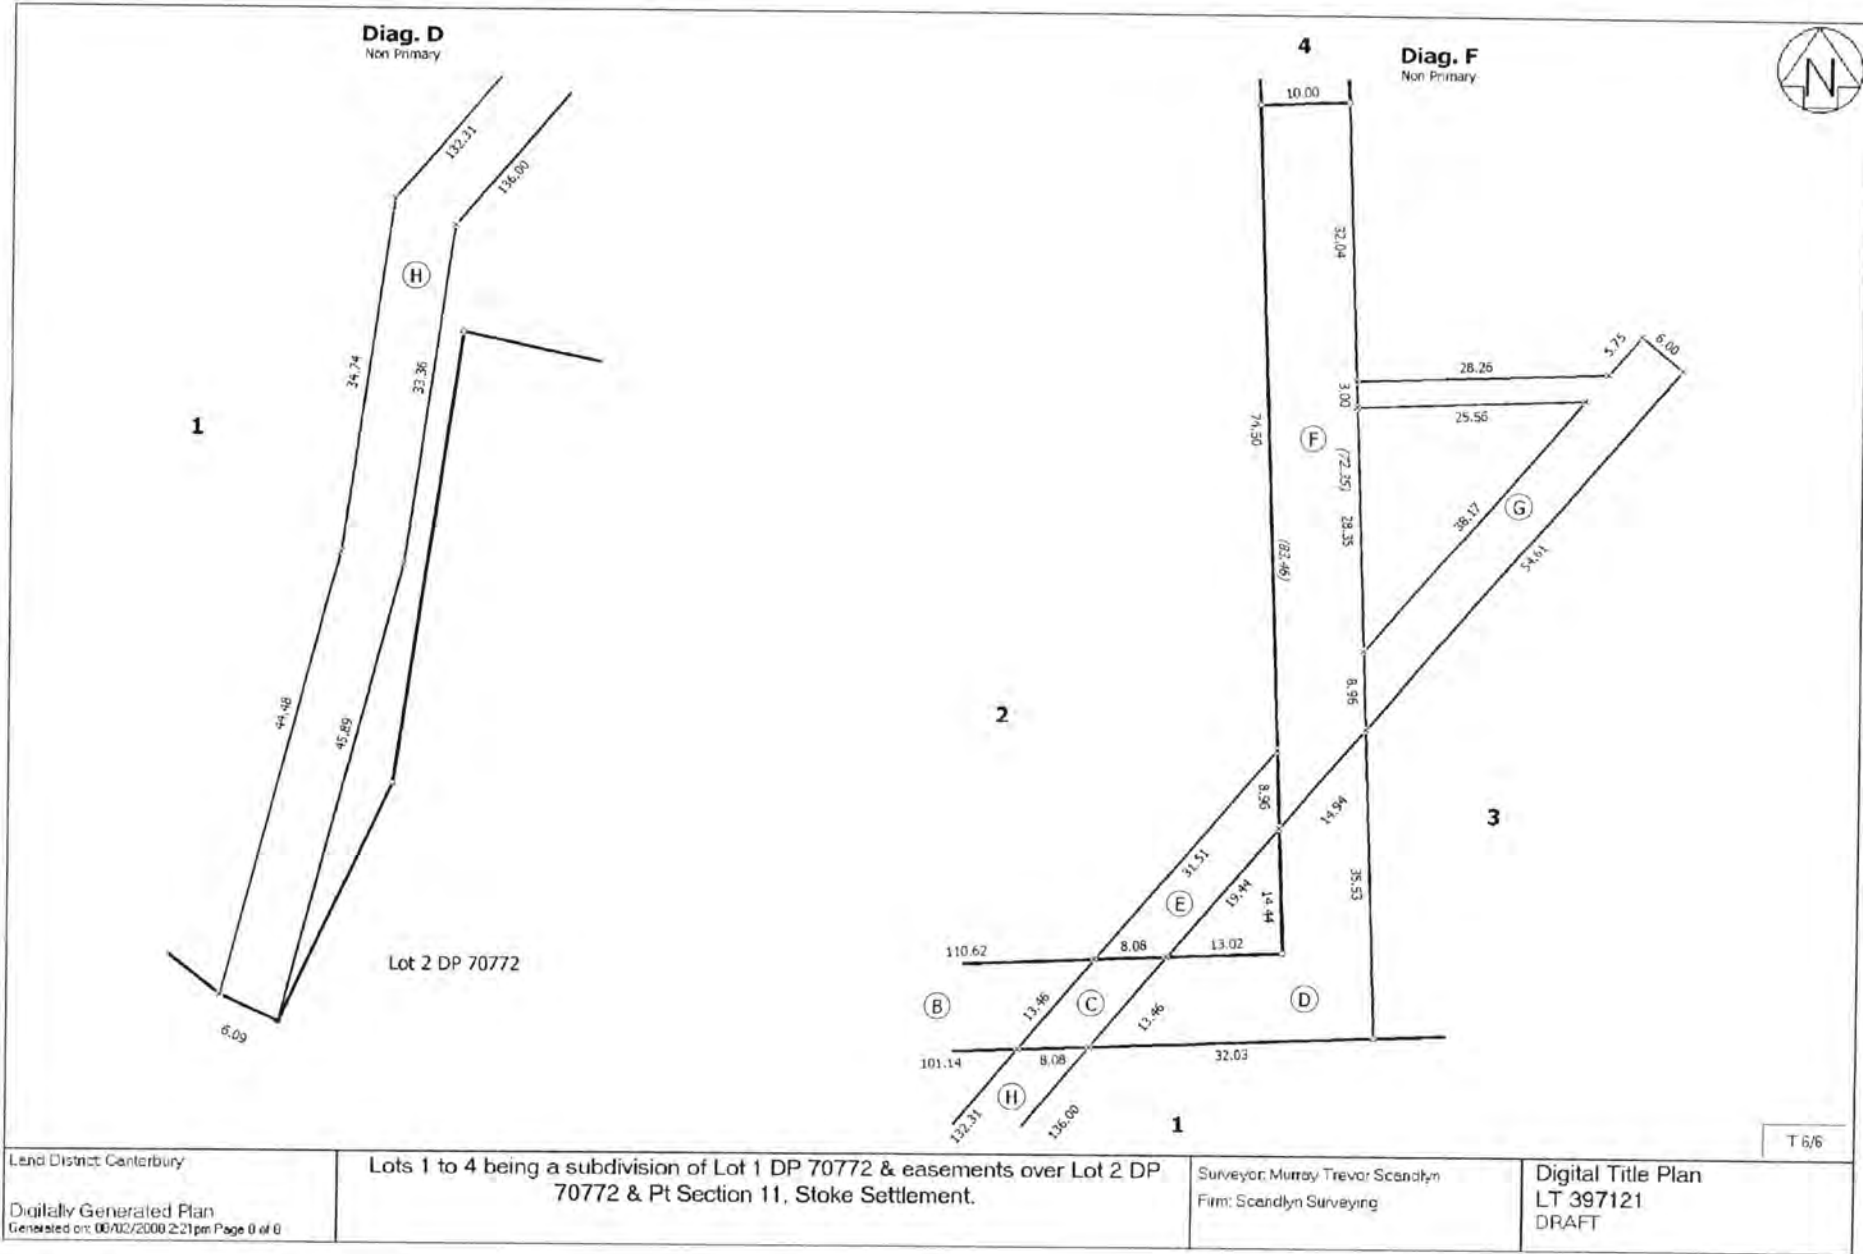 Diag. D
Non Primary
132.31
136.00
H
34.74
33.36
1
44.48
45.89
Lot 2 DP 70772
6.09
4
Diag. F
Non Primary
N
10.00
32.04
5.75
6.00
28.26
3.00
25.56
74.50
F
(72.35)
28.35
38.17
G
54.61
(83.46)
8.96
2
8.96
14.94
3
31.51
19.44
14.44
35.53
E
110.62
8.08
13.02
B
13.46
C
13.46
D
101.14
8.08
32.03
H
132.31
136.00
1
T 6/6
Land District: Canterbury
Digitally Generated Plan
Generated on: 2:21pm Page
Lots 1 to 4 being a subdivision of Lot 1 DP 70772 & easements over Lot 2 DP
70772 & Pt Section 11, Stoke Settlement.
Surveyor: Murray Trevor Scandlyn
Firm: Scandlyn Surveying
Digital Title Plan
LT 397121
DRAFT